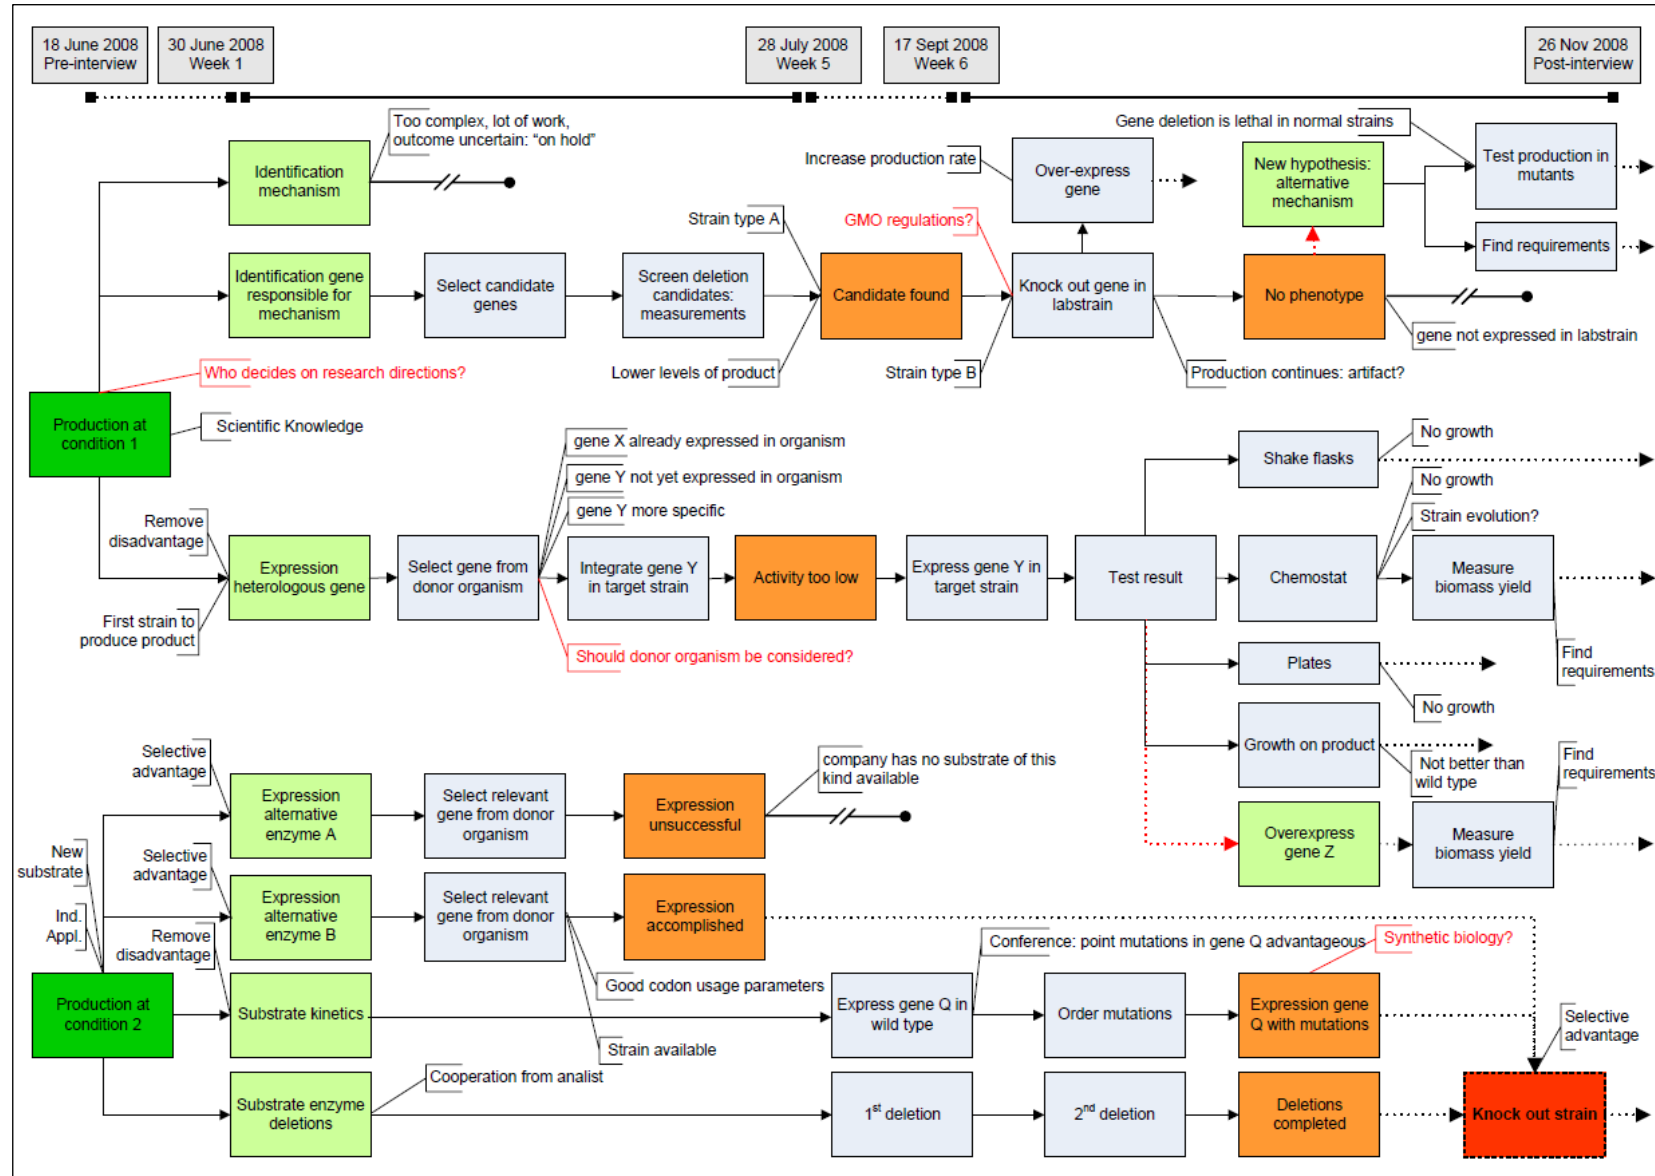 18 June 2008
Pre-interview
30 June 2008
Week 1
28 July 2008
Week 5
17 Sept 2008
Week 6
26 Nov 2008
Post-interview
Too complex, lot of work,
outcome uncertain: “on hold”
Identification
mechanism
Increase production rate
Over-express
gene
Gene deletion is lethal in normal strains
New hypothesis:
alternative
mechanism
Test production in
mutants
Find requirements
Strain type A
GMO regulations?
Identification gene
responsible for
mechanism
Select candidate
genes
Screen deletion
candidates:
measurements
Candidate found
Knock out gene in
labstrain
No phenotype
gene not expressed in labstrain
Who decides on research directions?
Lower levels of product
Strain type B
Production continues: artifact?
Production at
condition 1
Scientific Knowledge
gene X already expressed in organism
gene Y not yet expressed in organism
gene Y more specific
No growth
Shake flasks
No growth
Strain evolution?
Remove
disadvantage
Expression
heterologous gene
Select gene from
donor organism
Integrate gene Y
in target strain
Activity too low
Express gene Y in
target strain
Test result
Chemostat
Measure
biomass yield
First strain to
produce product
Should donor organism be considered?
Plates
Find
requirements
No growth
Growth on product
Not better than
wild type
Find
requirements
Selective
advantage
company has no substrate of this
kind available
Expression
alternative
enzyme A
Select relevant
gene from donor
organism
Expression
unsuccessful
Overexpress
gene Z
Measure
biomass yield
New
substrate
Selective
advantage
Expression
alternative
enzyme B
Select relevant
gene from donor
organism
Expression
accomplished
Ind.
Appl.
Remove
disadvantage
Conference: point mutations in gene Q advantageous
Synthetic biology?
Good codon usage parameters
Production at
condition 2
Substrate kinetics
Express gene Q in
wild type
Order mutations
Expression gene
Q with mutations
Selective
advantage
Strain available
Cooperation from analist
Substrate enzyme
deletions
1st deletion
2nd deletion
Deletions
completed
Knock out strain